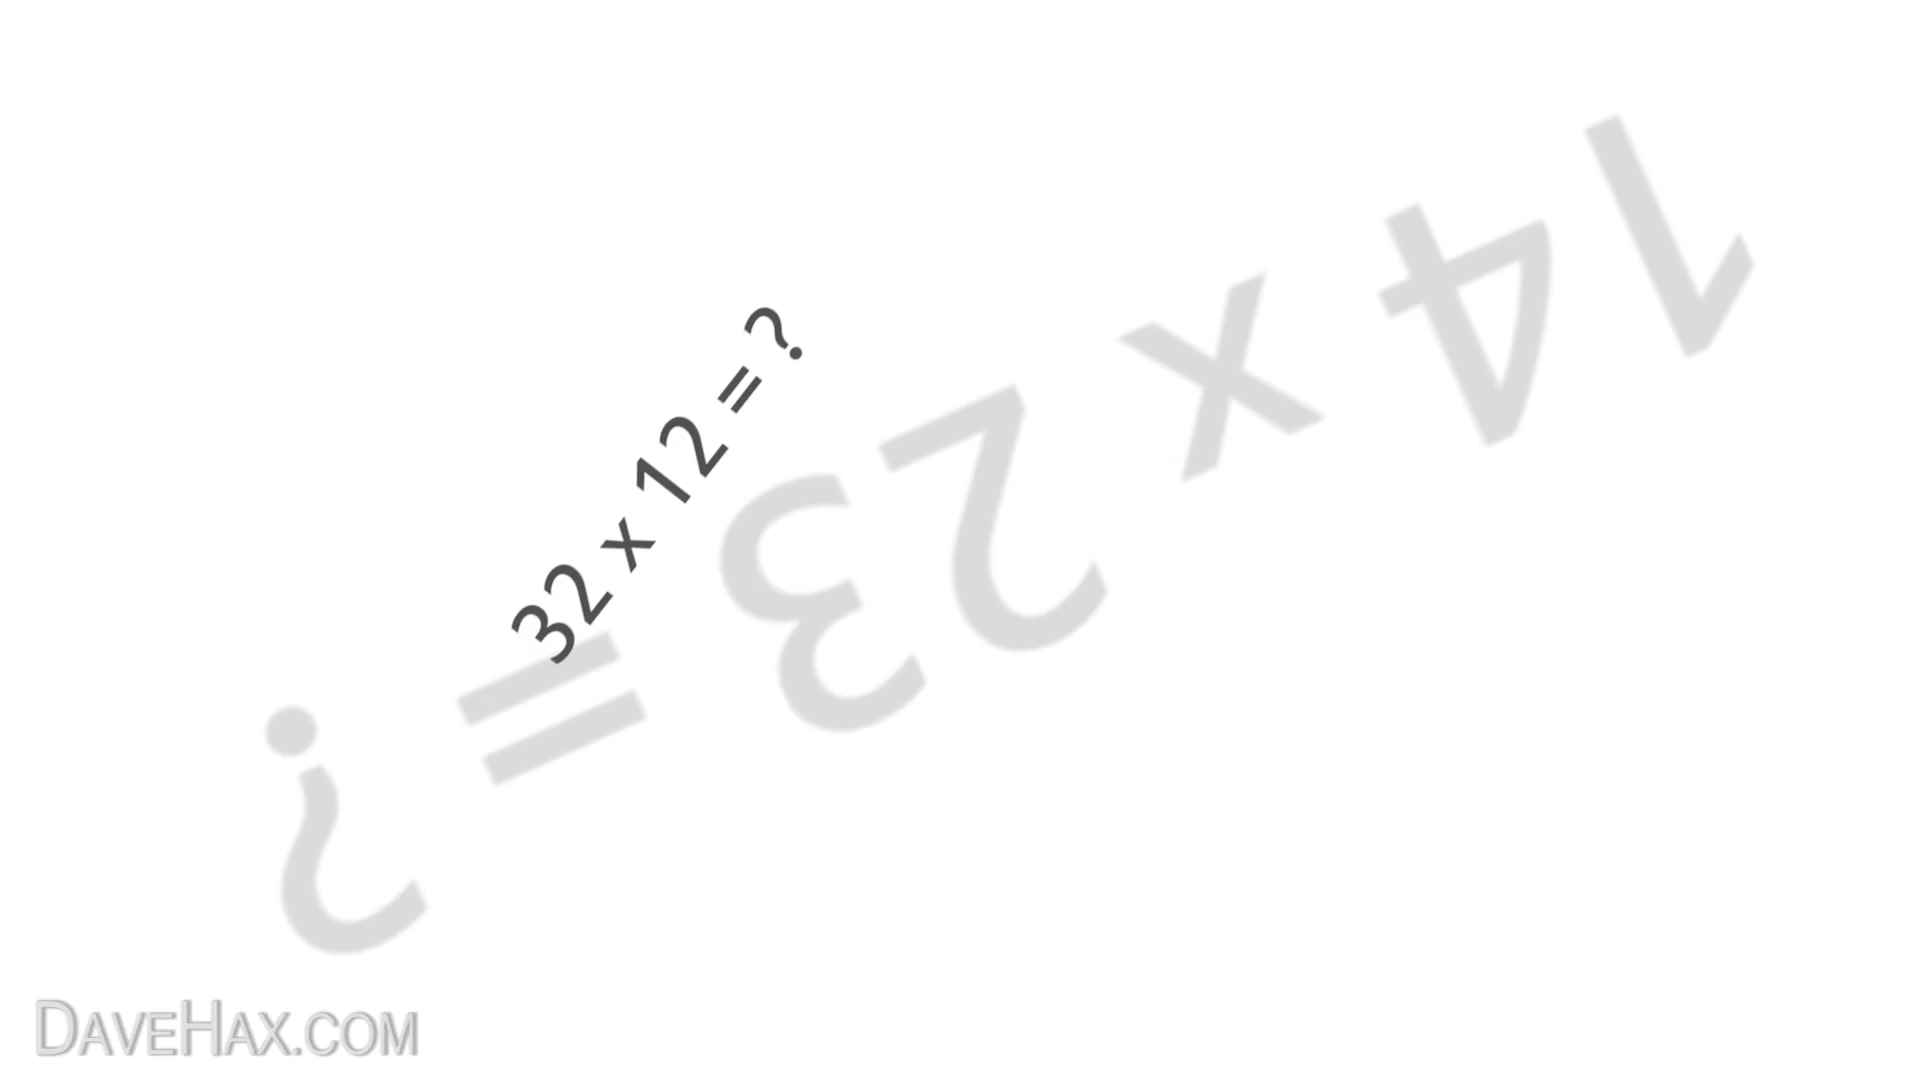 32 x 12 = ?
14 x 23 = ?
DAVEHAX.COM